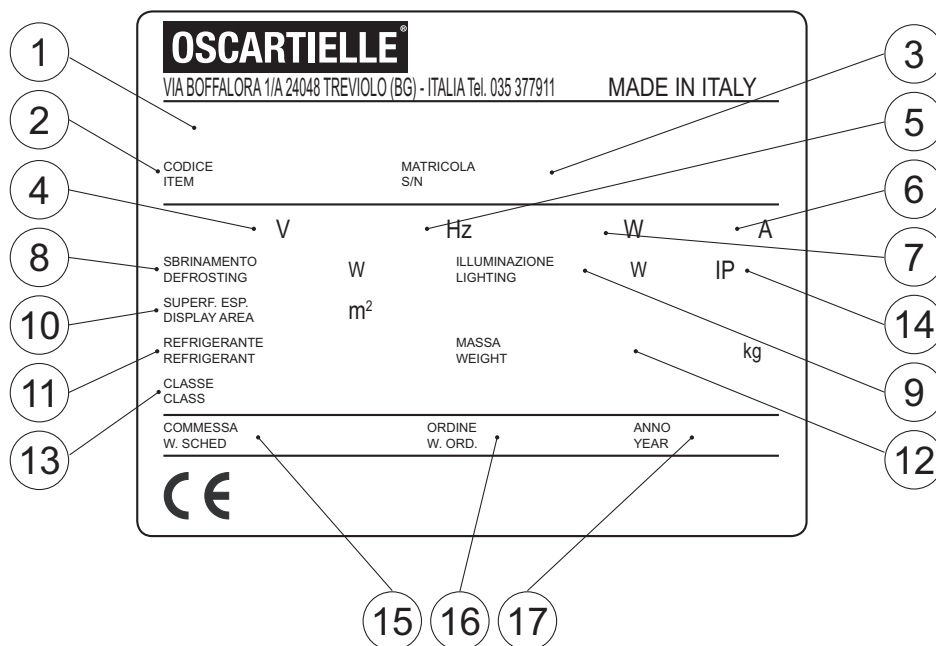 OSCARTIELLE®
VIA BOFFALORA 1/A 24048 TREVIOLO (BG) - ITALIA Tel. 035 377911 MADE IN ITALY
1
3
2
CODICE MATRICOLA
ITEM S/N
5
4
V Hz W A
6
8
SBRINAMENTO W ILLUMINAZIONE W IP
DEFROSTING LIGHTING
7
10
SUPERF. ESP. m²
DISPLAY AREA
14
11
REFRIGERANTE MASSA kg
REFRIGERANT WEIGHT
9
13
CLASSE
CLASS
12
COMMESSA ORDINE ANNO
W. SCHED W. ORD. YEAR
CE
15 16 17